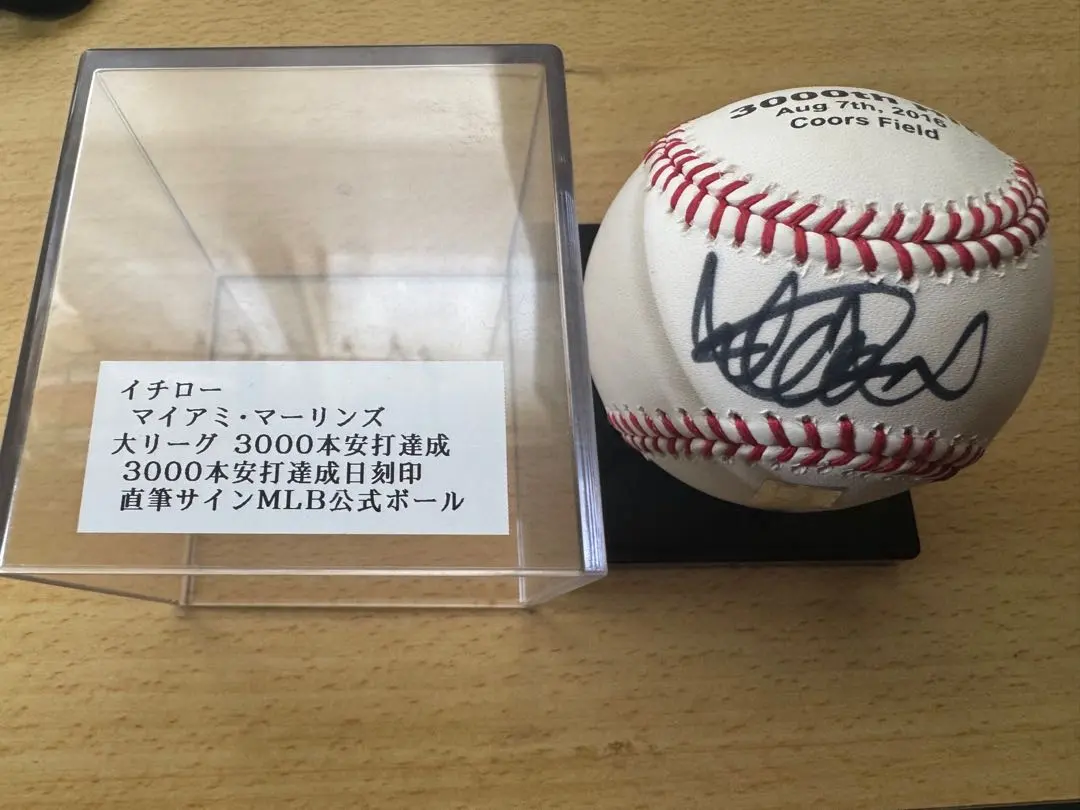 イチロー
マイアミ・マーリンズ
大リーグ 3000本安打達成
3000本安打達成日刻印
直筆サインMLB公式ボール
3000th
Aug 7th, 2016
Coors Field